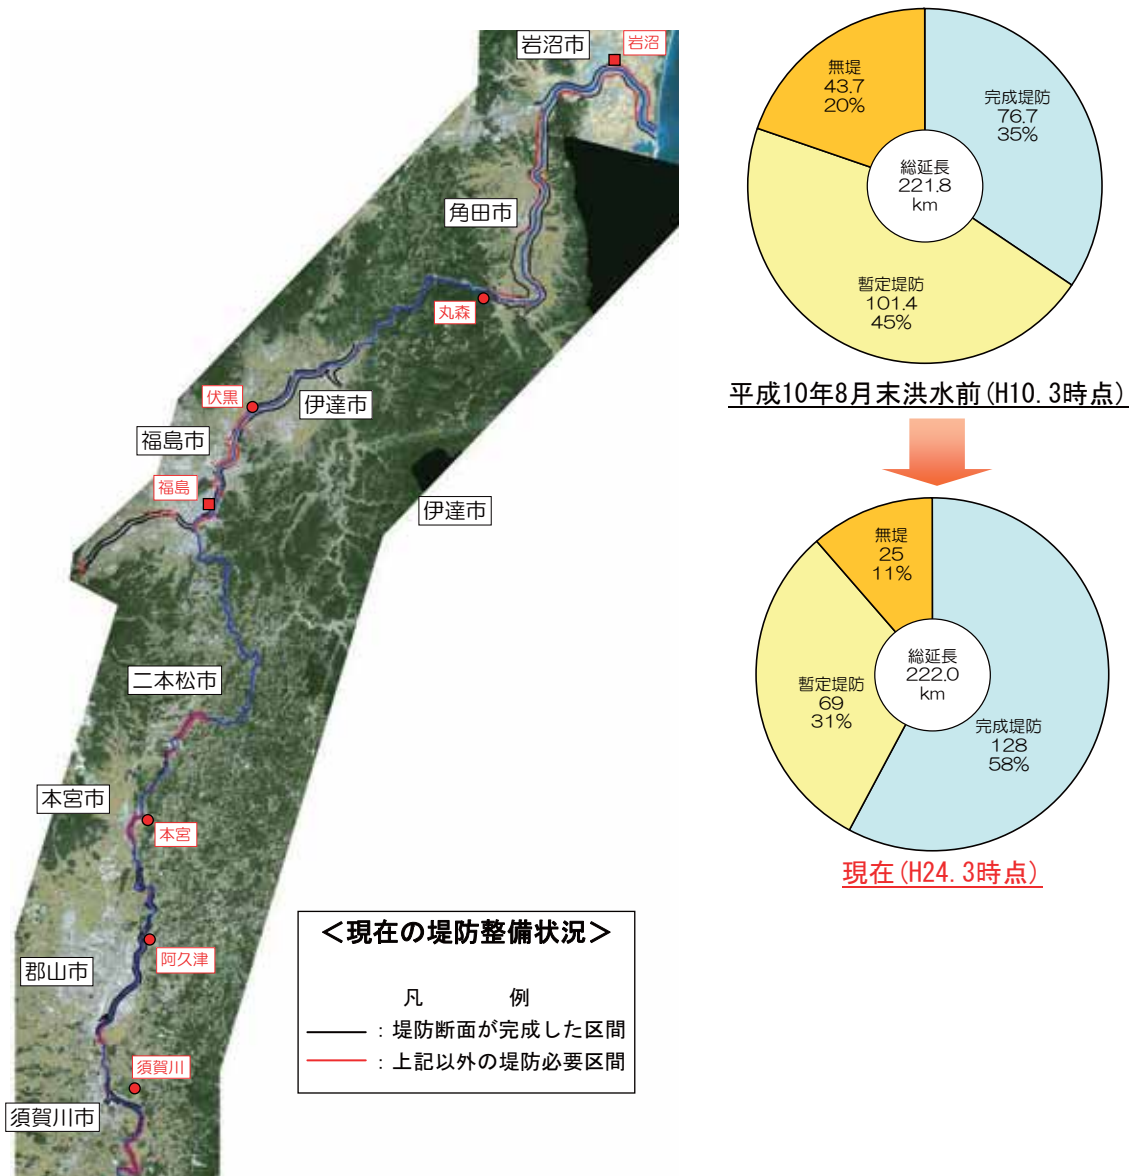 岩沼市
岩沼
角田市
丸森
伏黒
伊達市
福島市
福島
伊達市
二本松市
本宮市
本宮
阿久津
郡山市
須賀川
須賀川市
<現在の堤防整備状況>
凡 例
:堤防断面が完成した区間
:上記以外の堤防必要区間
無堤
43.7
20%
完成堤防
76.7
35%
総延長
221.8
km
暫定堤防
101.4
45%
平成10年8月末洪水前(H10.3時点)
無堤
25
11%
総延長
222.0
km
暫定堤防
69
31%
完成堤防
128
58%
現在(H24.3時点)